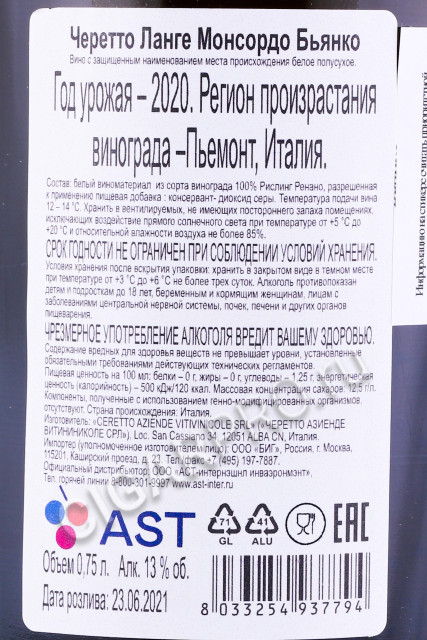 Черетто Ланге Монсордо Бьянко
Вино с защищенным наименованием места происхождения белое полусухое.
Год урожая – 2020. Регион произрастания
винограда –Пьемонт, Италия.
Состав: белый виноматериал из сорта винограда 100% Рислинг Ренано, разрешенная
к применению пищевая добавка : консервант- диоксид серы. Температура подачи вина
12 – 14° С. Хранить в вентилируемых, не имеющих постороннего запаха помещениях,
исключающих воздействие прямого солнечного света при температуре от +5 °С до
+20 °С и относительной влажности воздуха не более 85%.
СРОК ГОДНОСТИ НЕ ОГРАНИЧЕН ПРИ СОБЛЮДЕНИИ УСЛОВИЙ ХРАНЕНИЯ.
Условия хранения после вскрытия упаковки: хранить в закрытом виде в темном месте
при температуре от +3 °С до +6 °С не более трех суток. Алкоголь противопоказан
детям и подросткам до 18 лет, беременным и кормящим женщинам, лицам с
заболеваниями центральной нервной системы, почек, печени и других органов
пищеварения.
ЧРЕЗМЕРНОЕ УПОТРЕБЛЕНИЕ АЛКОГОЛЯ ВРЕДИТ ВАШЕМУ ЗДОРОВЬЮ.
Содержание вредных для здоровья веществ не превышает уровни, установленные
обязательными требованиями действующих технических регламентов.
Пищевая ценность на 100 мл: белки – 0 г, жиры – 0 г, углеводы – 1.25 г, энергетическая
ценность (калорийность) – 500 кДж/120 ккал. Массовая концентрация сахаров: 12.5 г/л.
Компоненты, полученные с использованием генно-модифицированных организмов
отсутствуют. Страна происхождения: Италия.
Изготовитель: «CERETTO AZIENDE VITIVINICOLE SRL» («ЧЕРЕТТО АЗИЕНДЕ
ВИТИНИНИКОЛЕ СРЛ»), Loc. San Cassiano 34, 12051 ALBA CN, Италия.
Импортер (уполномоченное изготовителем лицо): ООО «БИГ», Россия, г. Москва,
115201, Каширский проезд, д. 23, Тел./факс +7 (495) 197-7887.
Официальный дистрибьютор: ООО «АСТ-интернэшнл инваэронмэнт»,
Тел. горячей линии 8-800-301-9997 www.ast-inter.ru
AST
71
GL
41
ALU
EAC
Объем 0,75 л. Алк. 13 % об.
Дата розлива: 23.06.2021
8 033254 937794